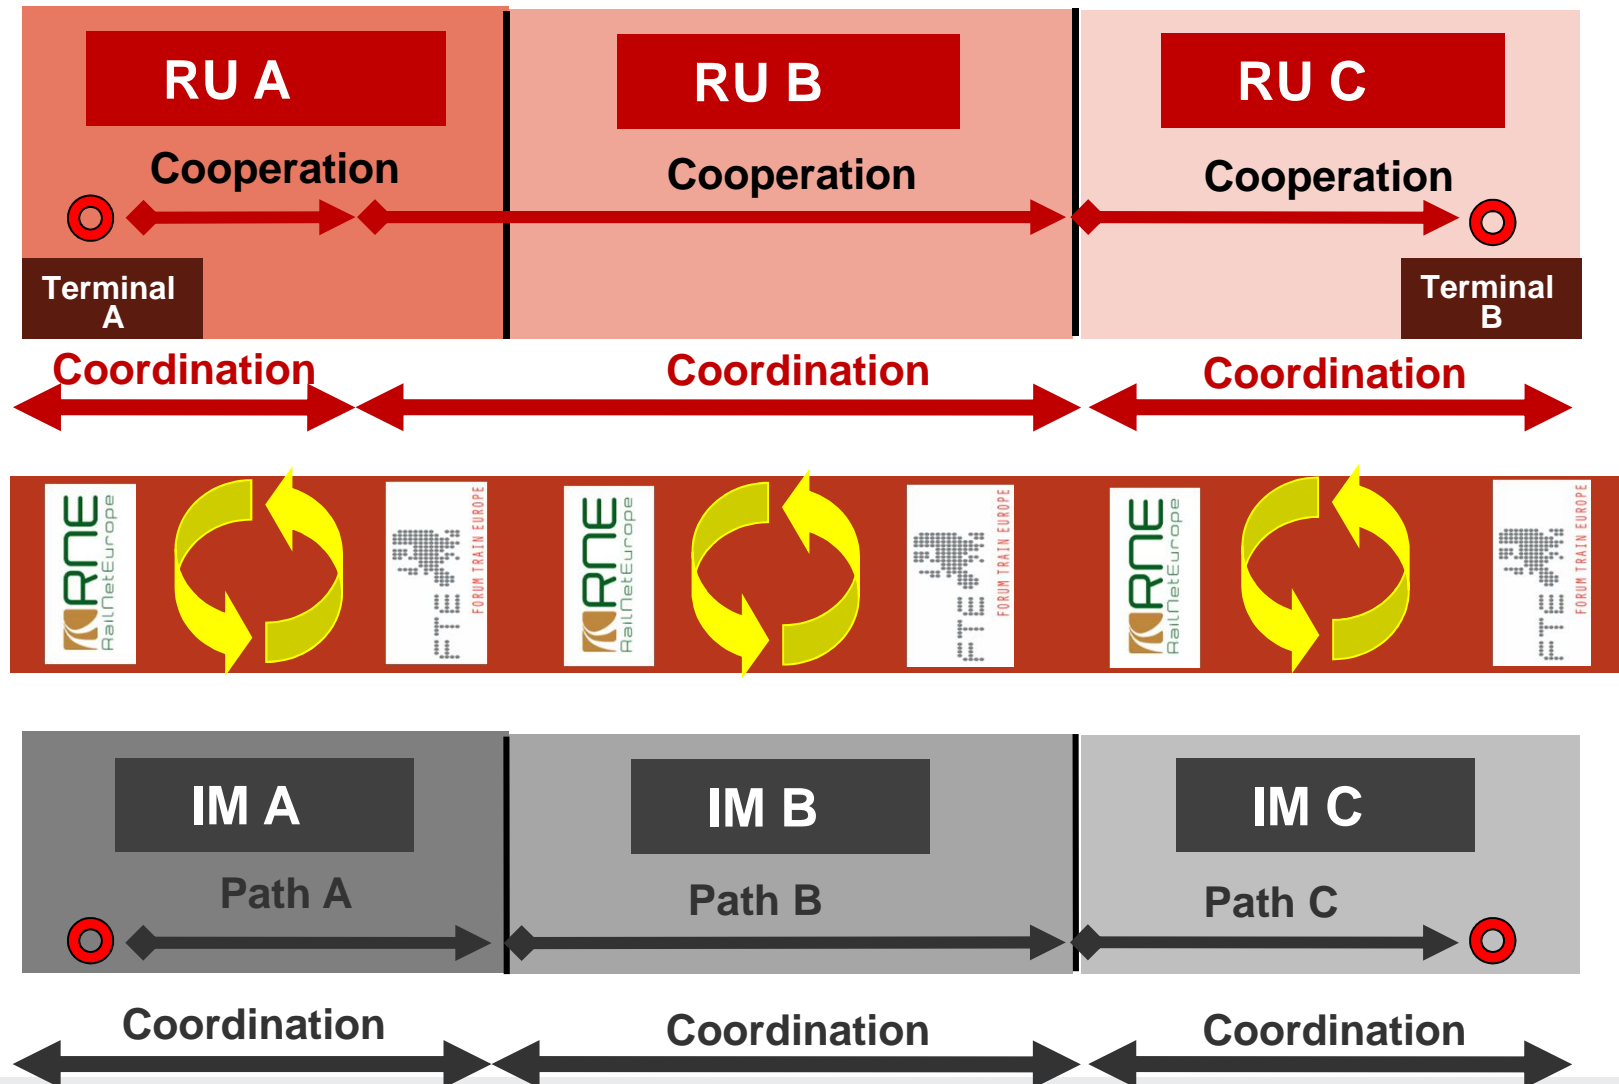 RU A
RU B
RU C
Cooperation
Cooperation
Cooperation
Terminal
A
Terminal
B
Coordination
Coordination
Coordination
RNE
RailNetEurope
FTE
FORUM TRAIN EUROPE
RNE
RailNetEurope
FTE
FORUM TRAIN EUROPE
RNE
RailNetEurope
FTE
FORUM TRAIN EUROPE
IM A
IM B
IM C
Path A
Path B
Path C
Coordination
Coordination
Coordination